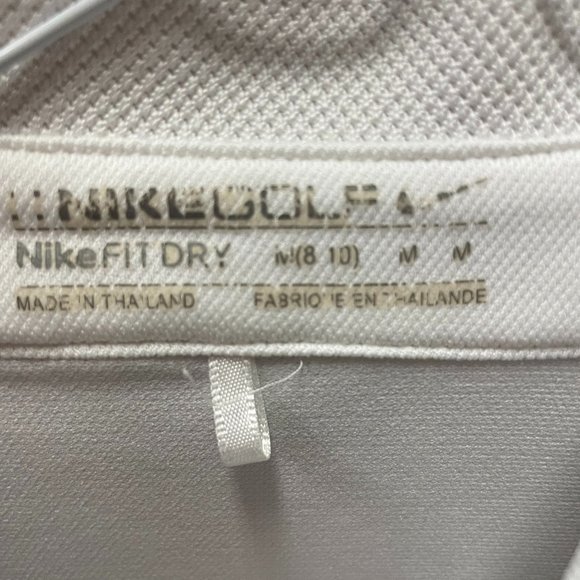 NIKEGOLF
NikeFIT DRY M(8 10) M M
MADE IN THAILAND FABRIQUE EN THAILANDE